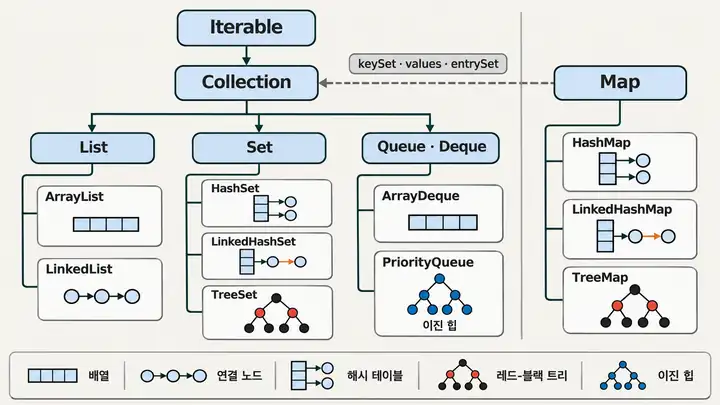 Iterable
keySet · values · entrySet
Collection
Map
List
Set
Queue · Deque
ArrayList
LinkedList
HashSet
LinkedHashSet
TreeSet
ArrayDeque
PriorityQueue
이진 힙
HashMap
LinkedHashMap
TreeMap
배열
연결 노드
해시 테이블
레드-블랙 트리
이진 힙